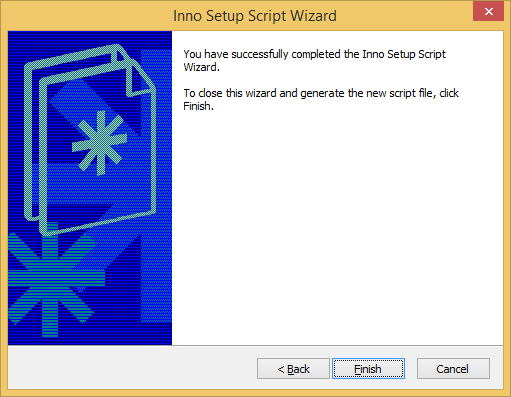 Inno Setup Script Wizard
You have successfully completed the Inno Setup Script
Wizard.
To close this wizard and generate the new script file, click
Finish.
< Back
Finish
Cancel